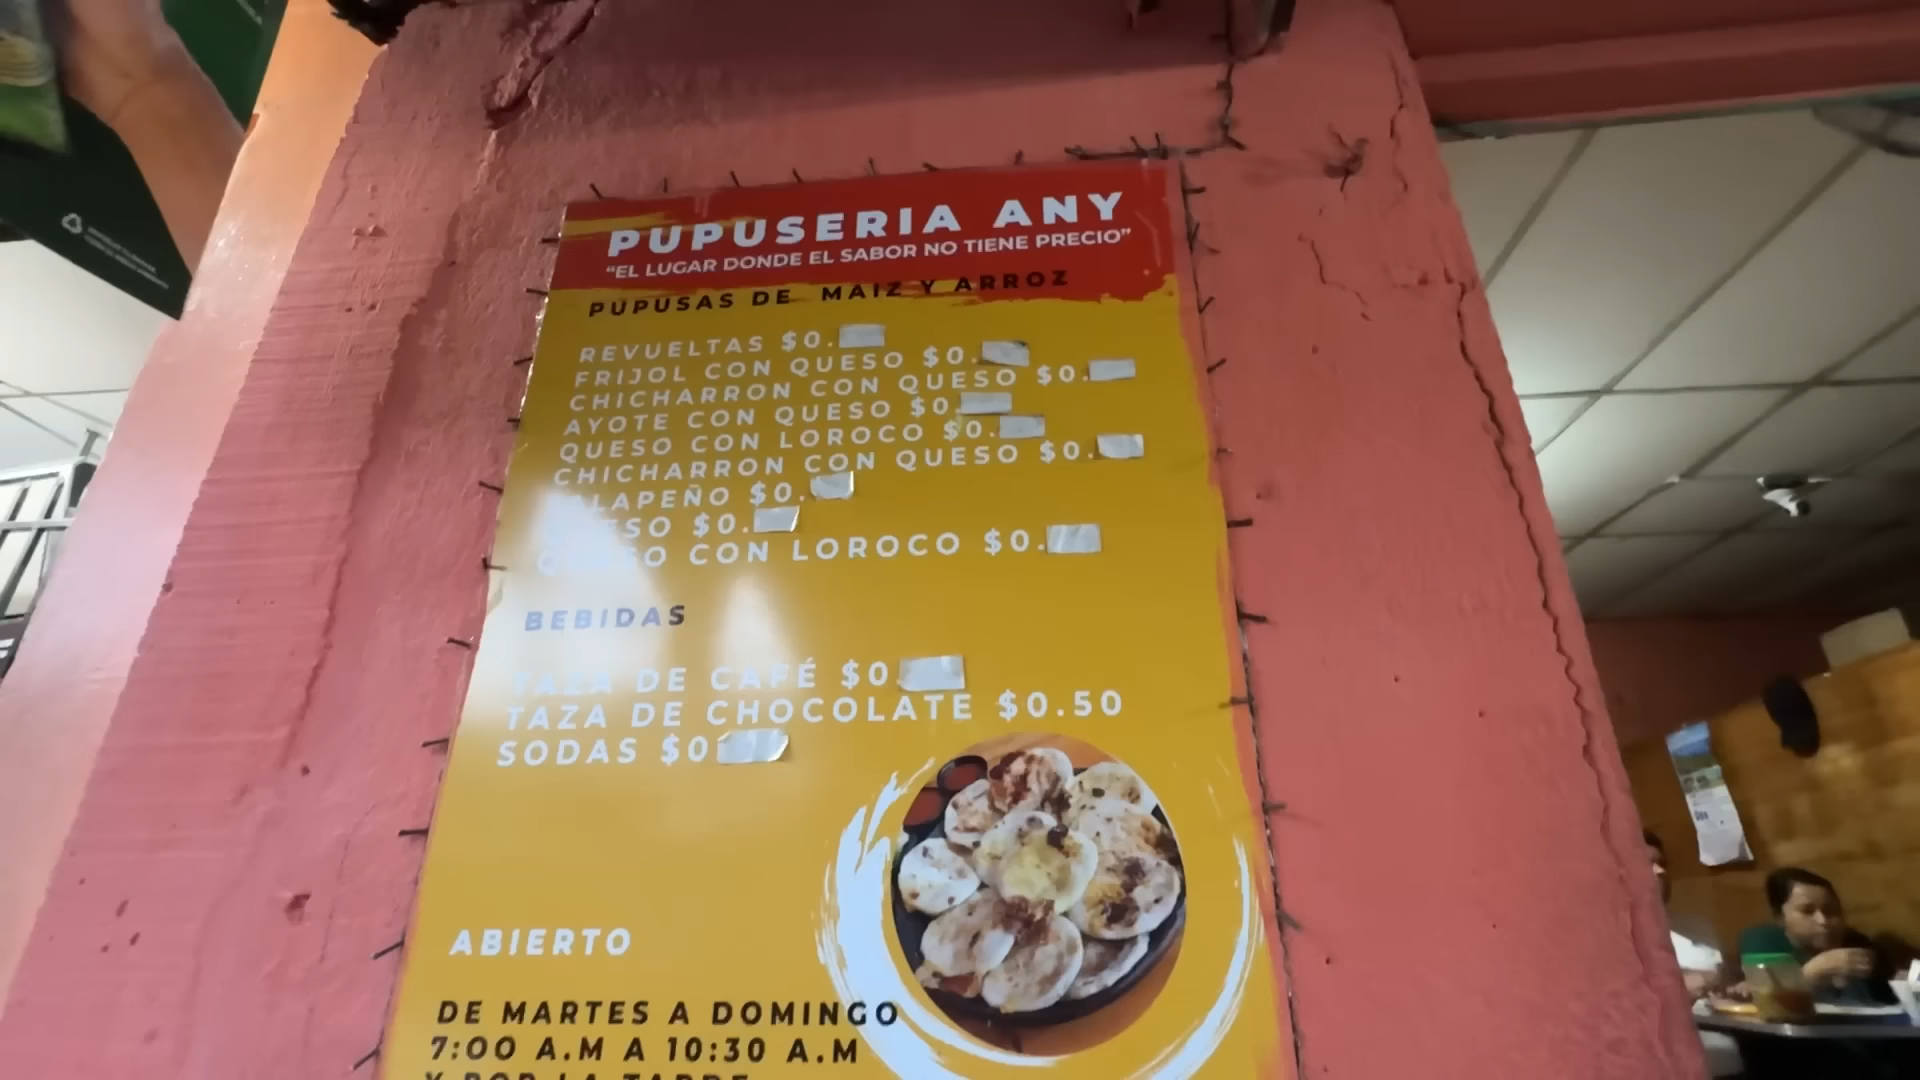 PUPUSERIA ANY
"EL LUGAR DONDE EL SABOR NO TIENE PRECIO"
PUPUSAS DE MAIZ Y ARROZ
REVUELTAS $0.
FRIJOL CON QUESO $0.
CHICHARRON CON QUESO $0.
AYOTE CON QUESO $0
QUESO CON LOROCO $0.
CHICHARRON CON QUESO $0.
JALAPEÑO $0.
QUESO $0.
QUESO CON LOROCO $0.
BEBIDAS
TAZA DE CAFÉ $0.
TAZA DE CHOCOLATE $0.50
SODAS $0
ABIERTO
DE MARTES A DOMINGO
7:00 A.M A 10:30 A.M
Y POR LA TARDE